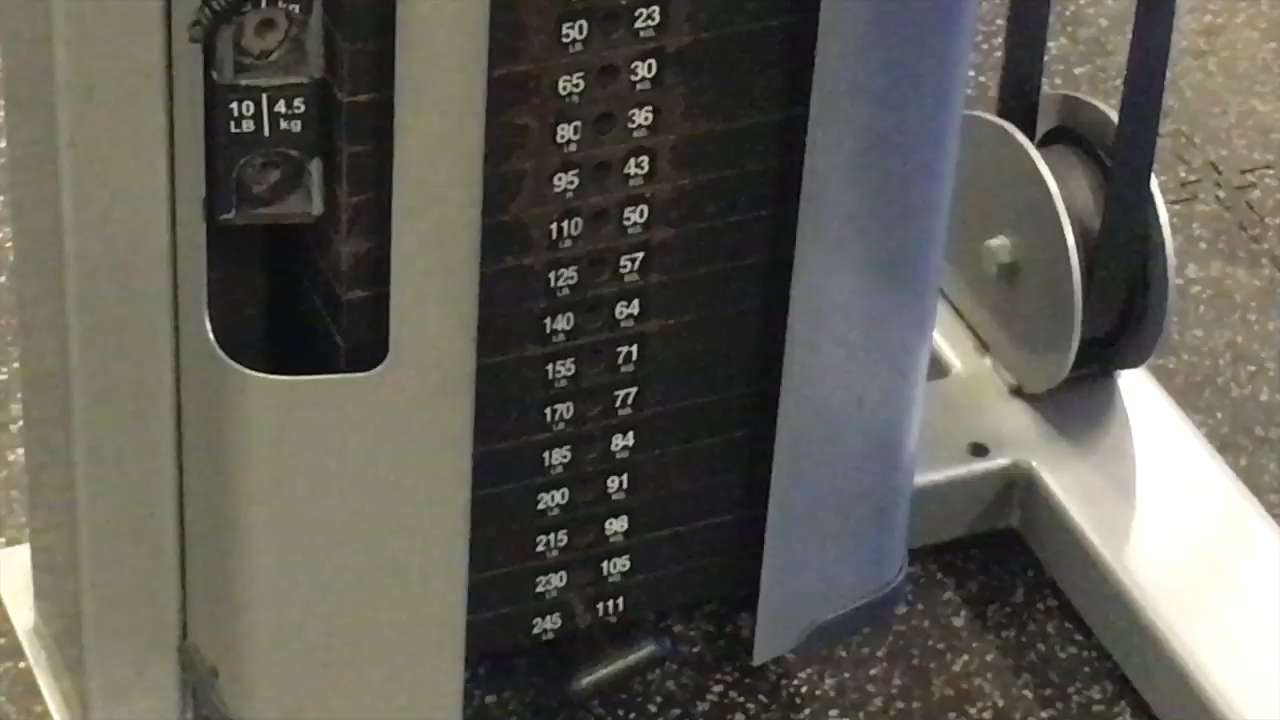 kg
10 | 4.5
LB | kg
50 23
LB KG
65 30
LB KG
80 36
LB KG
95 43
110 50
LB KG
125 57
LB KG
140 64
LB KG
155 71
LB KG
170 77
LB KG
185 84
LB KG
200 91
LB KG
215 98
LB KG
230 105
LB KG
245 111
LB